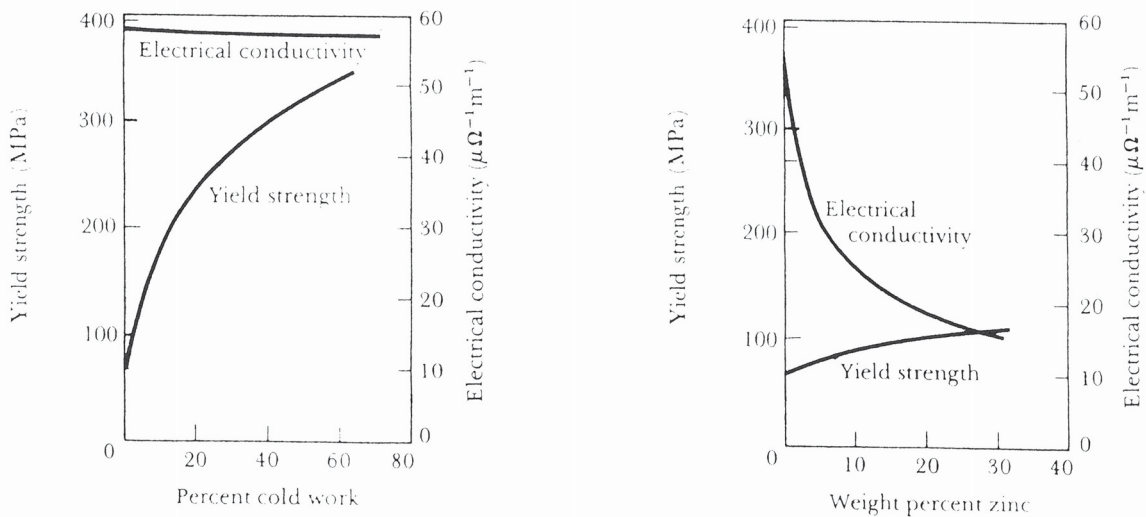 Yield strength (MPa)
400
300
200
100
0
Electrical conductivity
Yield strength
60
50
40
30
20
10
0
Electrical conductivity (μΩ⁻¹m⁻¹)
20
40
60
80
Percent cold work
Yield strength (MPa)
400
300
200
100
0
Electrical
conductivity
Yield strength
60
50
40
30
20
10
0
Electrical conductivity (μΩ⁻¹m⁻¹)
10
20
30
40
Weight percent zinc